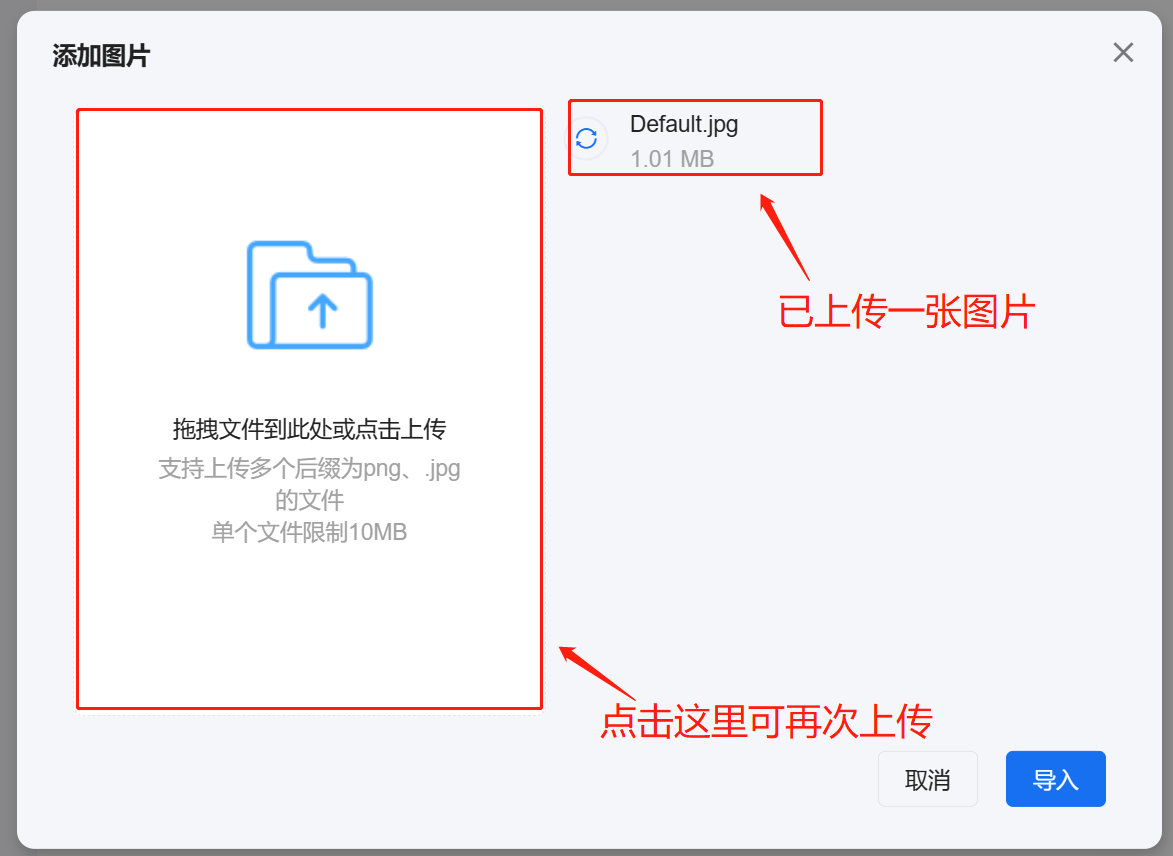 添加图片
Default.jpg
1.01 MB
已上传一张图片
拖拽文件到此处或点击上传
支持上传多个后缀为png、.jpg
的文件
单个文件限制10MB
点击这里可再次上传
取消
导入